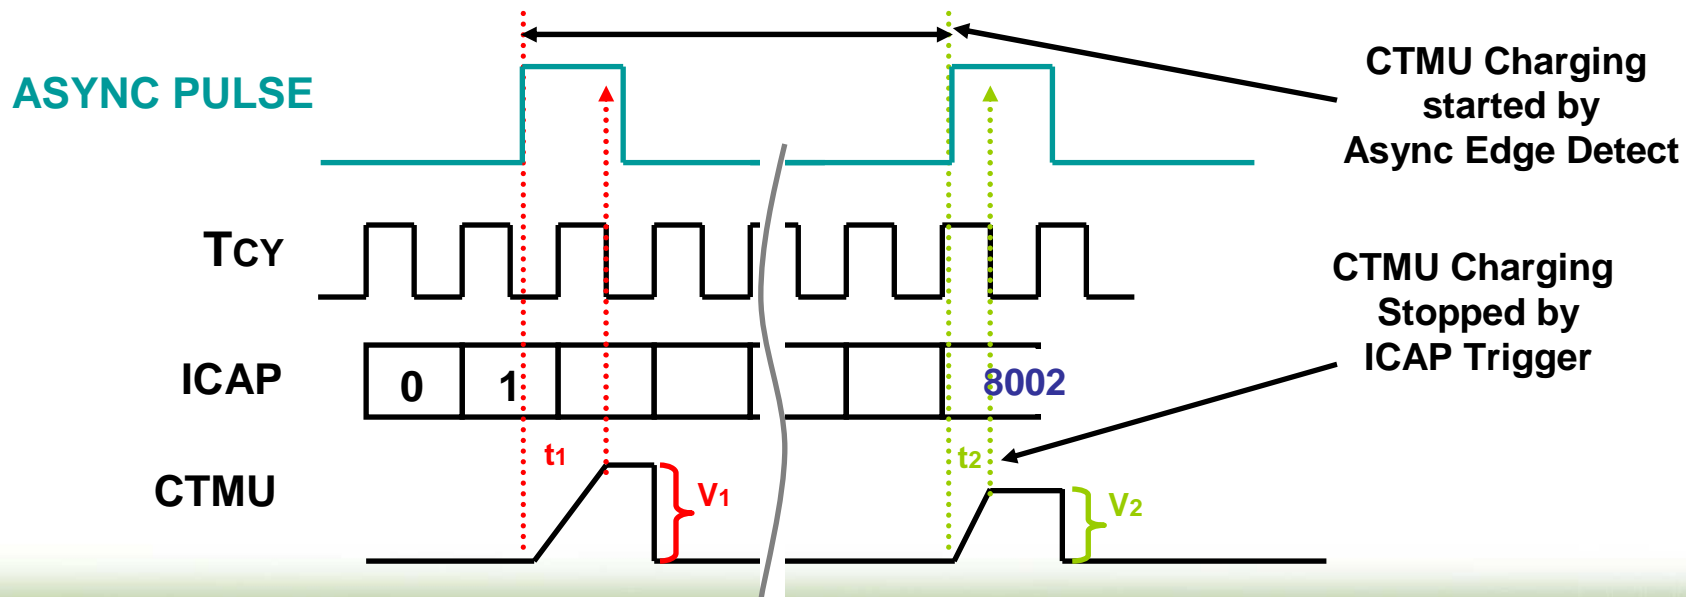 CTMU Charging
started by
Async Edge Detect
ASYNC PULSE
TCY
CTMU Charging
Stopped by
ICAP Trigger
ICAP
0 1 8002
t1 t2
CTMU
V1 V2